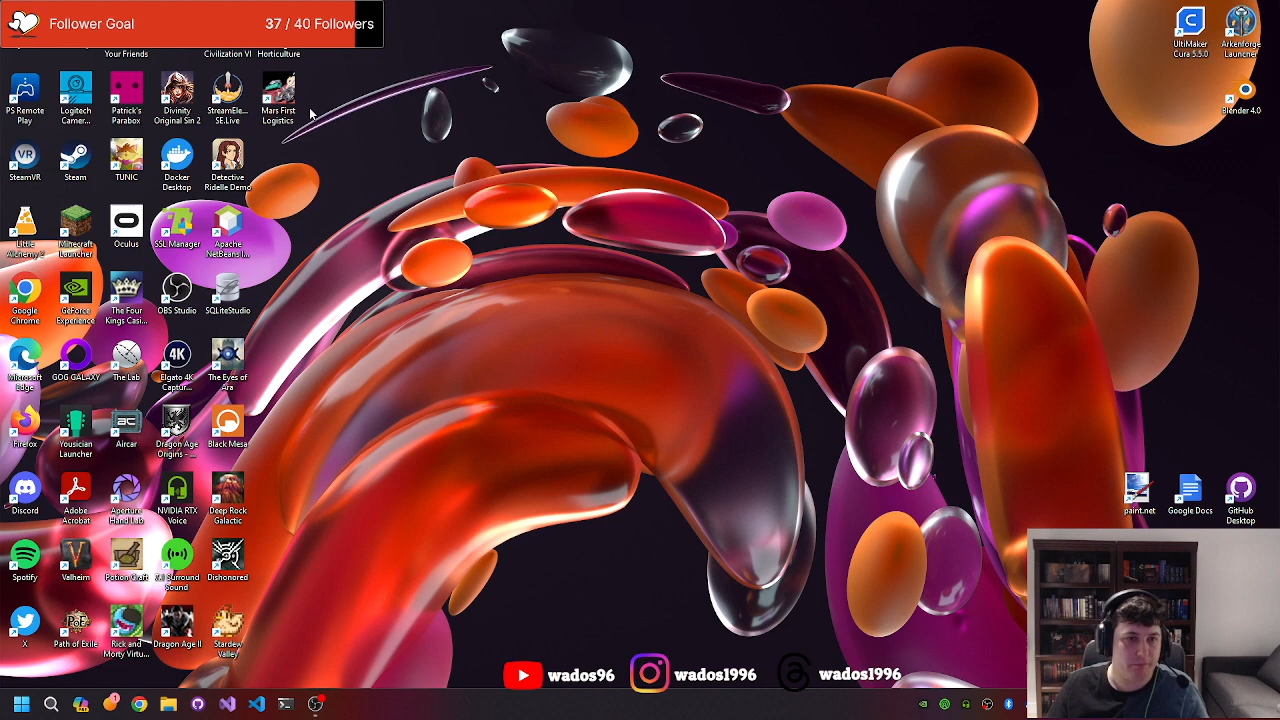 Follower Goal
37 / 40 Followers
Your Friends
Civilization VI
Horticulture
UltiMaker
Cura 5.5.0
Arkenforge
Launcher
PS Remote
Play
Logitech
Camer...
Patrick's
Parabox
Divinity
Original Sin 2
StreamEle...
SE.Live
Mars First
Logistics
Blender 4.0
SteamVR
Steam
TUNIC
Docker
Desktop
Detective
Ridelle Demo
Little
Alchemy 2
Minecraft
Launcher
Oculus
SSL Manager
Apache
NetBeans I...
Google
Chrome
GeForce
Experience
The Four
Kings Casi...
OBS Studio
SQLiteStudio
Microsoft
Edge
GOG GALAXY
The Lab
4K
Elgato 4K
Captur...
The Eyes of
Ara
Firefox
Yousician
Launcher
Aircar
Dragon Age
Origins - ...
Black Mesa
Discord
Adobe
Acrobat
Aperture
Hand Lab
NVIDIA RTX
Voice
Deep Rock
Galactic
paint.net
Google Docs
GitHub
Desktop
Spotify
Valheim
Potion Craft
7.1 Surround
Sound
Dishonored
X
Path of Exile
Rick and
Morty Virtu...
Dragon Age II
Stardew
Valley
wados96
wados1996
wados1996